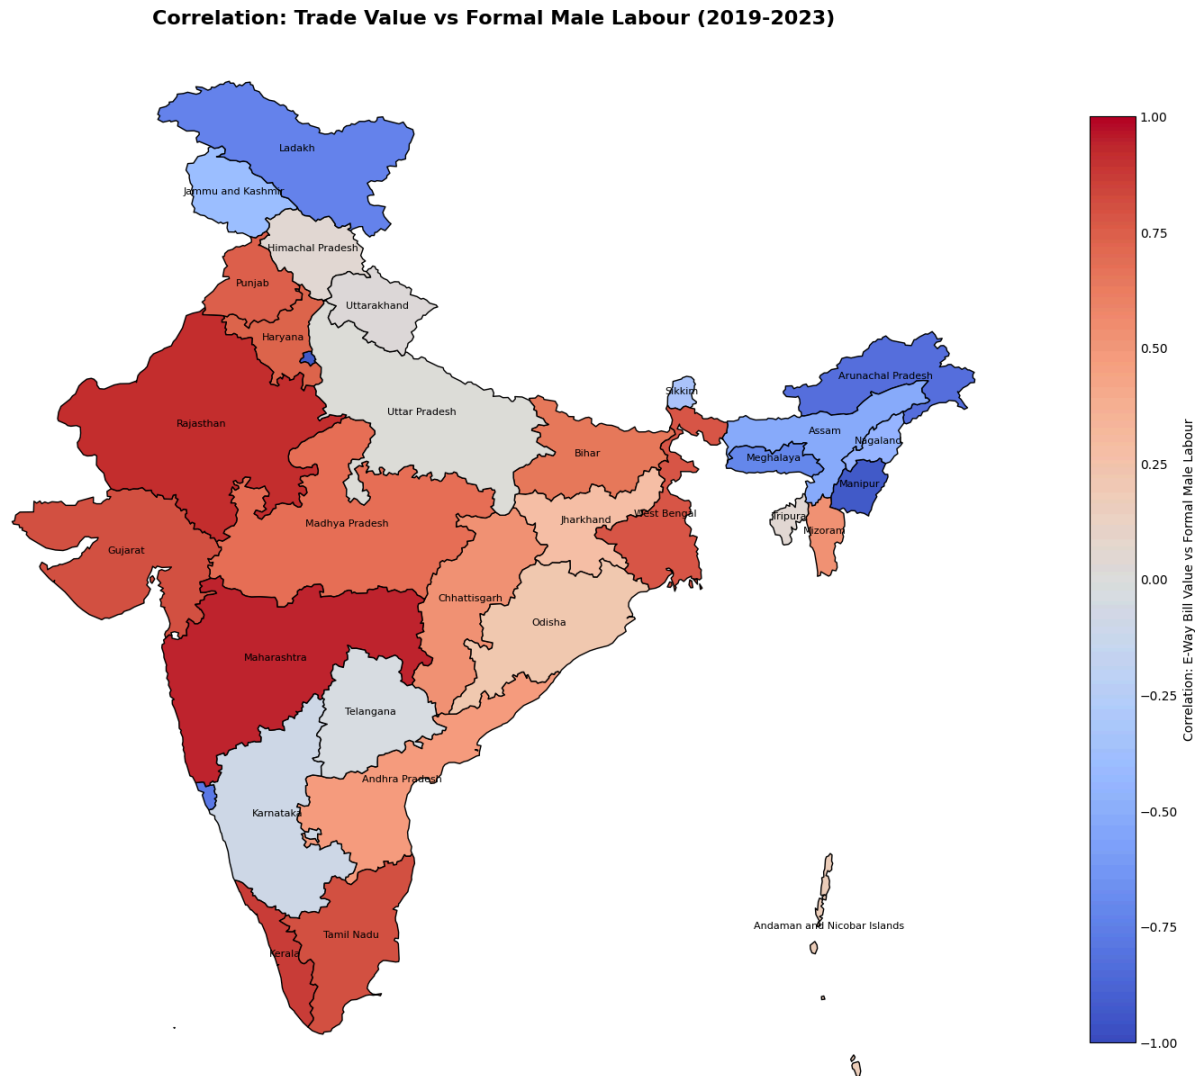 Correlation: Trade Value vs Formal Male Labour (2019-2023)
Ladakh
Jammu and Kashmir
Himachal Pradesh
Punjab
Uttarakhand
Haryana
Arunachal Pradesh
Sikkim
Uttar Pradesh
Rajasthan
Assam
Nagaland
Bihar
Meghalaya
Manipur
West Bengal
Tripura
Jharkhand
Madhya Pradesh
Mizoram
Gujarat
Chhattisgarh
Odisha
Maharashtra
Telangana
Andhra Pradesh
Karnataka
Andaman and Nicobar Islands
Tamil Nadu
Kerala
1.00
0.75
0.50
0.25
0.00
−0.25
−0.50
−0.75
−1.00
Correlation: E-Way Bill Value vs Formal Male Labour